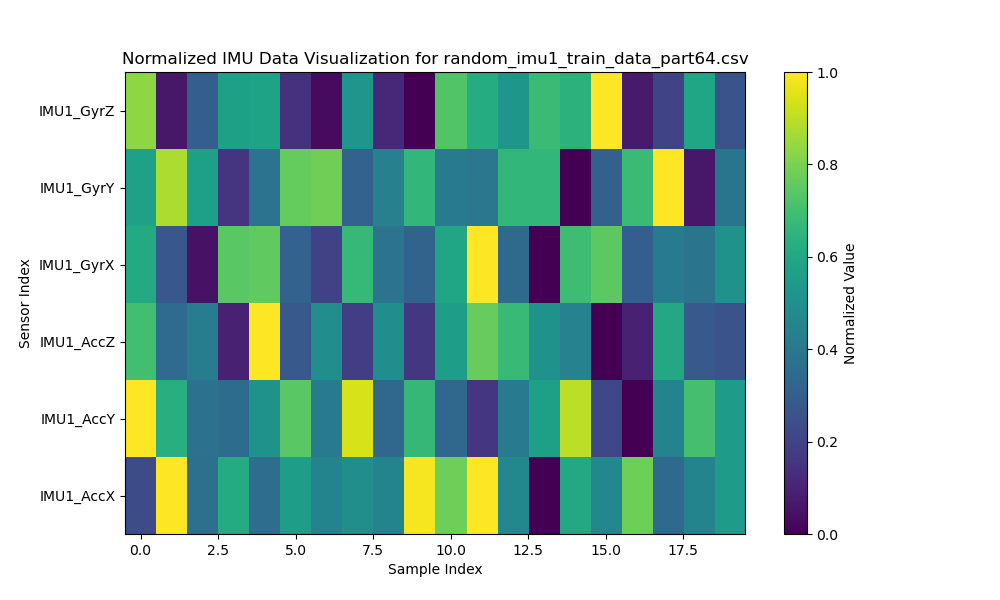 Normalized IMU Data Visualization for random_imu1_train_data_part64.csv
IMU1_GyrZ
IMU1_GyrY
IMU1_GyrX
IMU1_AccZ
IMU1_AccY
IMU1_AccX
Sensor Index
0.0 2.5 5.0 7.5 10.0 12.5 15.0 17.5
Sample Index
1.0
0.8
0.6
0.4
0.2
0.0
Normalized Value